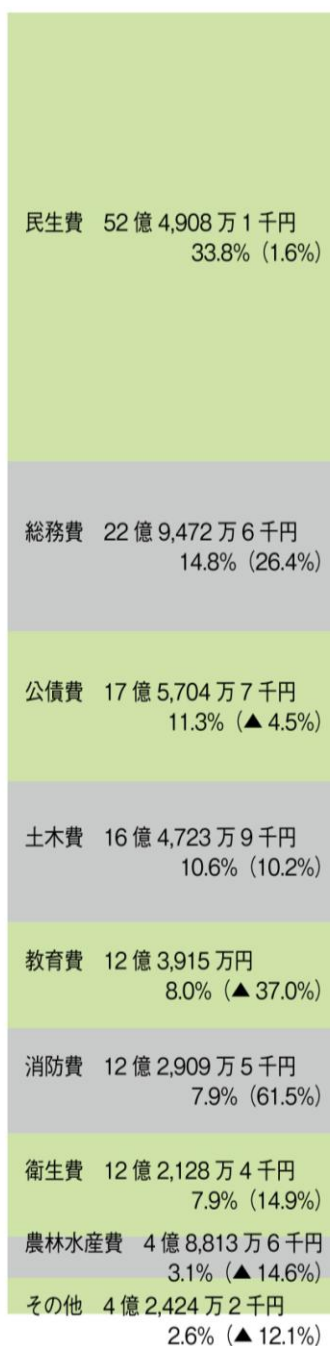 民生費 52億4,908万1千円
33.8%（1.6%）
総務費 22億9,472万6千円
14.8%（26.4%）
公債費 17億5,704万7千円
11.3%（▲4.5%）
土木費 16億4,723万9千円
10.6%（10.2%）
教育費 12億3,915万円
8.0%（▲37.0%）
消防費 12億2,909万5千円
7.9%（61.5%）
衛生費 12億2,128万4千円
7.9%（14.9%）
農林水産費 4億8,813万6千円
3.1%（▲14.6%）
その他 4億2,424万2千円
2.6%（▲12.1%）